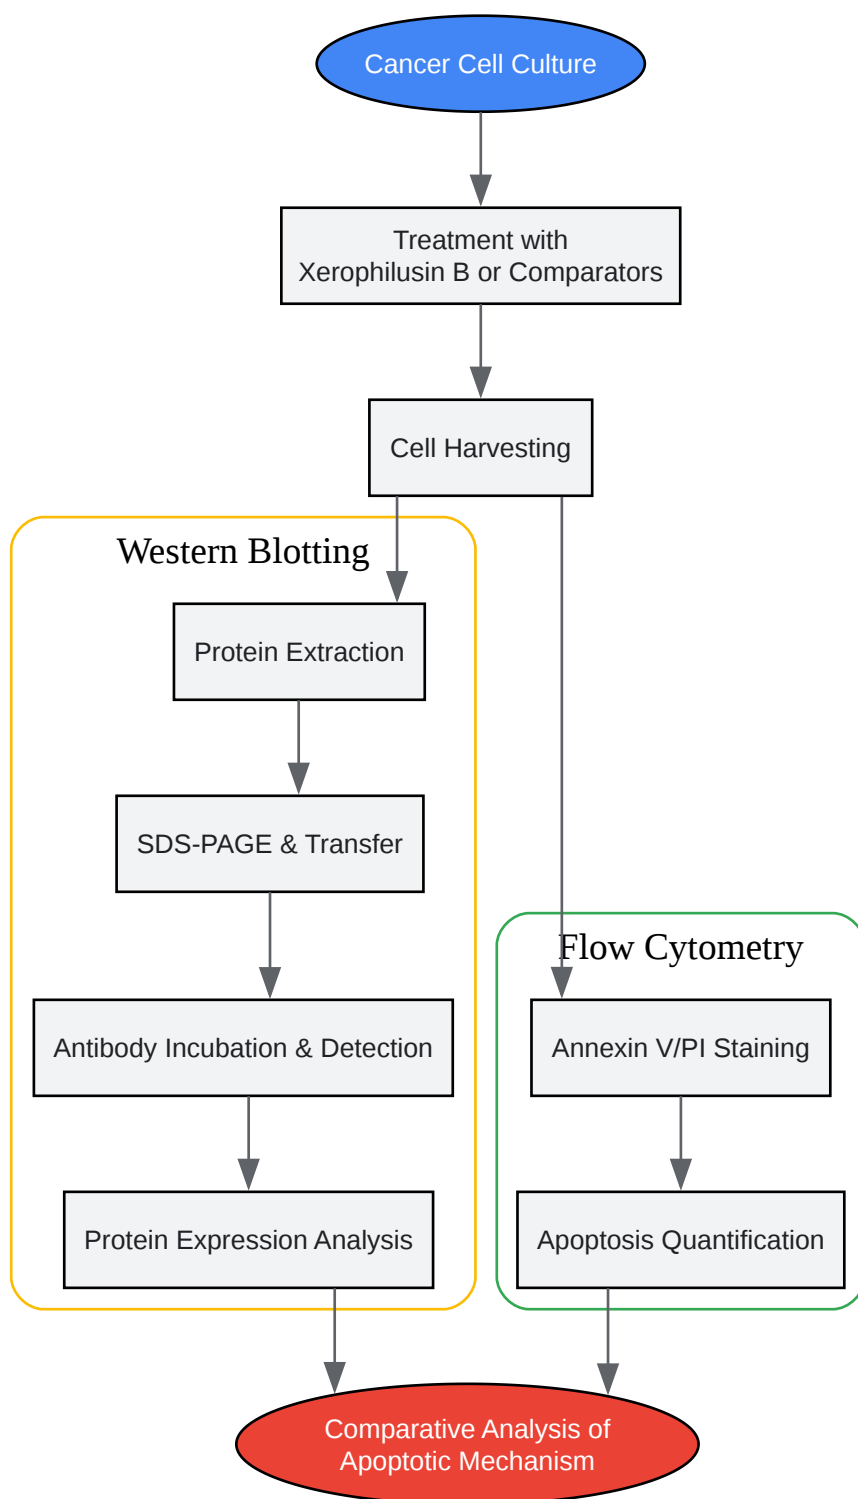 Cancer Cell Culture
Treatment with
Xerophilusin B or Comparators
Cell Harvesting
Western Blotting
Protein Extraction
SDS-PAGE & Transfer
Antibody Incubation & Detection
Protein Expression Analysis
Flow Cytometry
Annexin V/PI Staining
Apoptosis Quantification
Comparative Analysis of
Apoptotic Mechanism